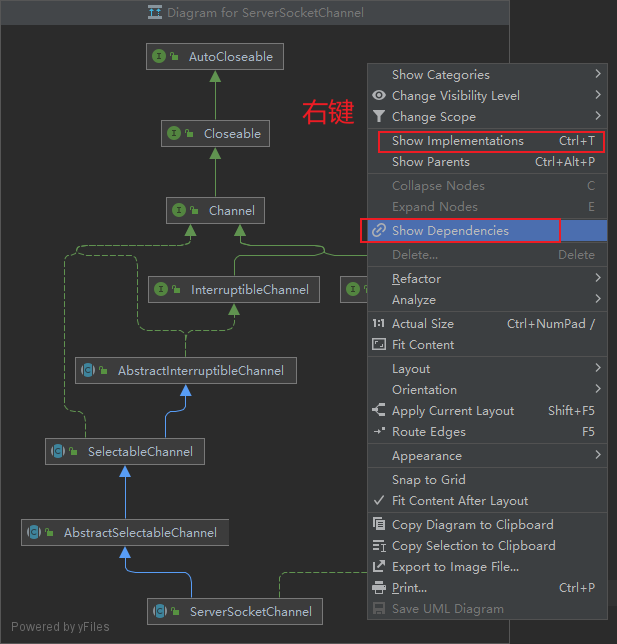 Diagram for ServerSocketChannel
AutoCloseable
Closeable
Channel
InterruptibleChannel
AbstractInterruptibleChannel
SelectableChannel
AbstractSelectableChannel
ServerSocketChannel
Powered by yFiles
右键
Show Categories
Change Visibility Level
Change Scope
Show Implementations Ctrl+T
Show Parents Ctrl+Alt+P
Collapse Nodes C
Expand Nodes E
Show Dependencies
Delete... Delete
Refactor
Analyze
1:1 Actual Size Ctrl+NumPad /
Fit Content
Layout
Orientation
Apply Current Layout Shift+F5
Route Edges F5
Appearance
Snap to Grid
Fit Content After Layout
Copy Diagram to Clipboard
Copy Selection to Clipboard
Export to Image File...
Print... Ctrl+P
Save UML Diagram